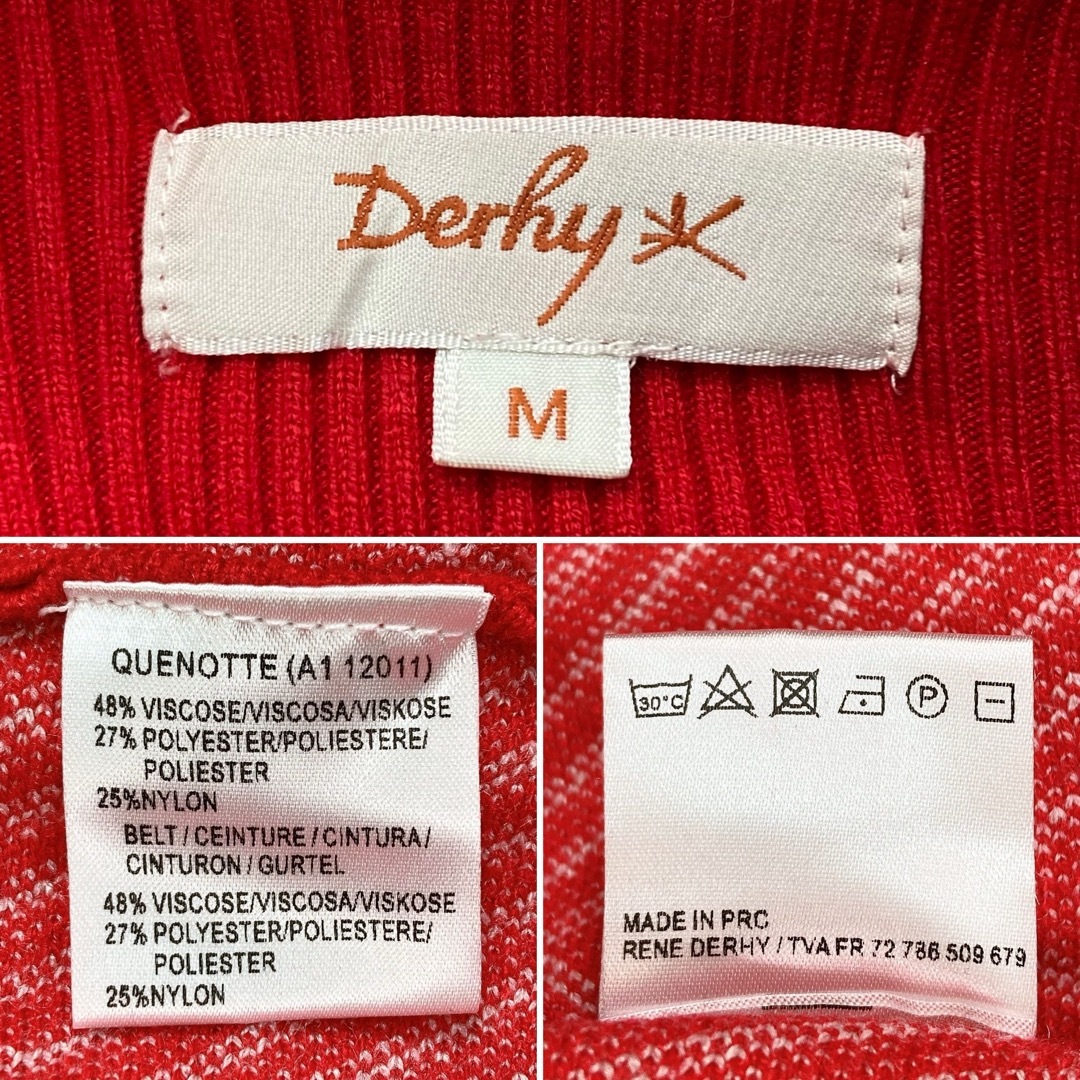 Derhy
M
QUENOTTE (A1 12011)
48% VISCOSE/VISCOSA/VISKOSE
27% POLYESTER/POLIESTERE/
POLIESTER
25%NYLON
BELT / CEINTURE / CINTURA /
CINTURON / GURTEL
48% VISCOSE/VISCOSA/VISKOSE
27% POLYESTER/POLIESTERE/
POLIESTER
25%NYLON
30°C P
MADE IN PRC
RENE DERHY / TVA FR 72 786 509 679